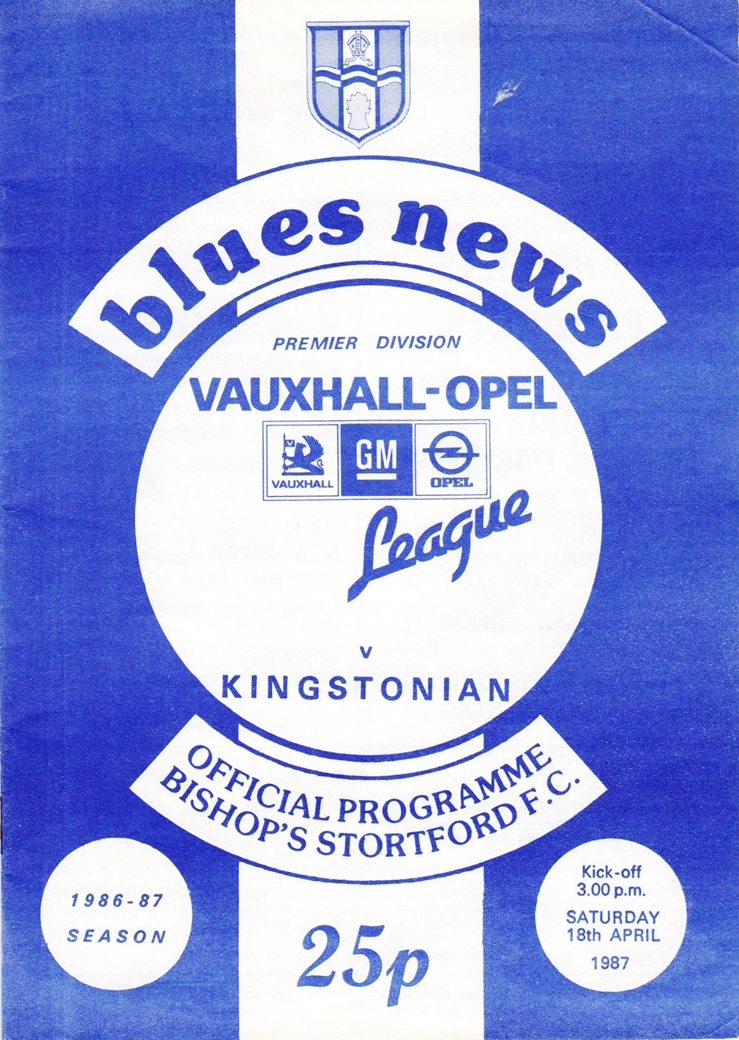 blues news
PREMIER DIVISION
VAUXHALL-OPEL
V
VAUXHALL
GM
OPEL
League
v
KINGSTONIAN
OFFICIAL PROGRAMME
BISHOP'S STORTFORD F.C.
1986-87
SEASON
25p
Kick-off
3.00 p.m.
SATURDAY
18th APRIL
1987